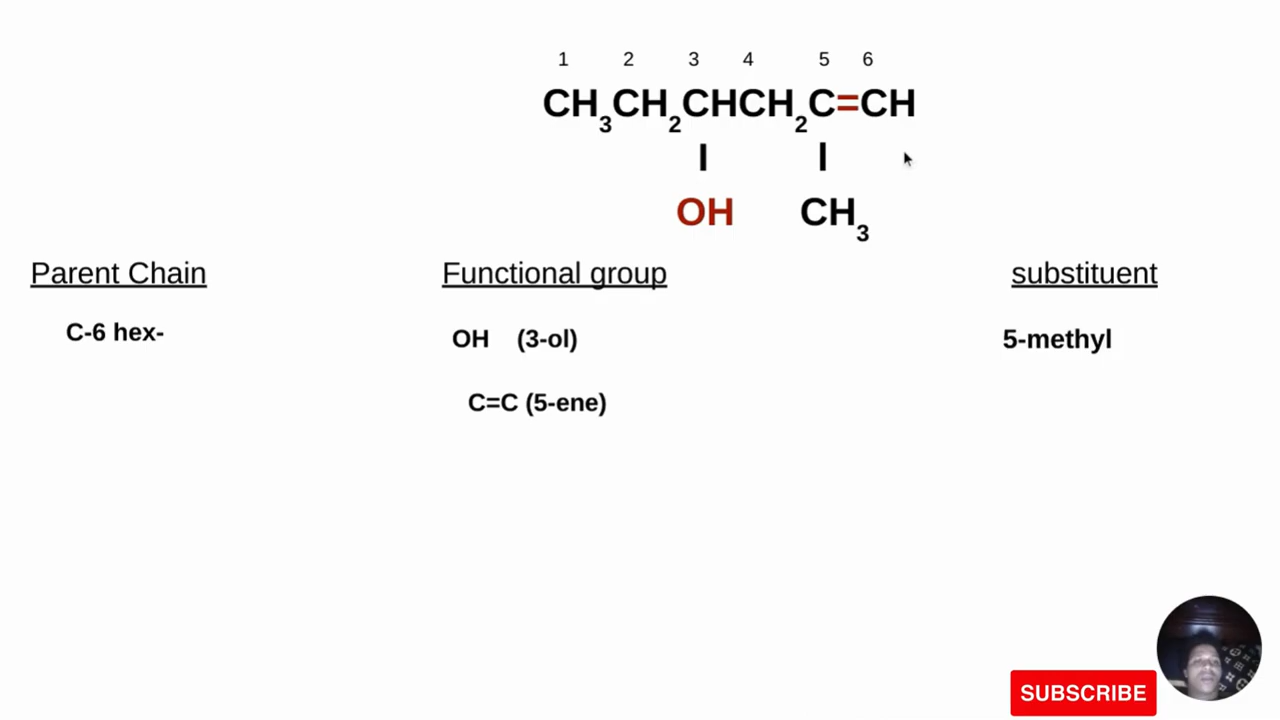 1 2 3 4 5 6
CH₃CH₂CHCH₂C=CH
I I
OH CH₃
Parent Chain Functional group substituent
C-6 hex- OH (3-ol) 5-methyl
C=C (5-ene)
SUBSCRIBE